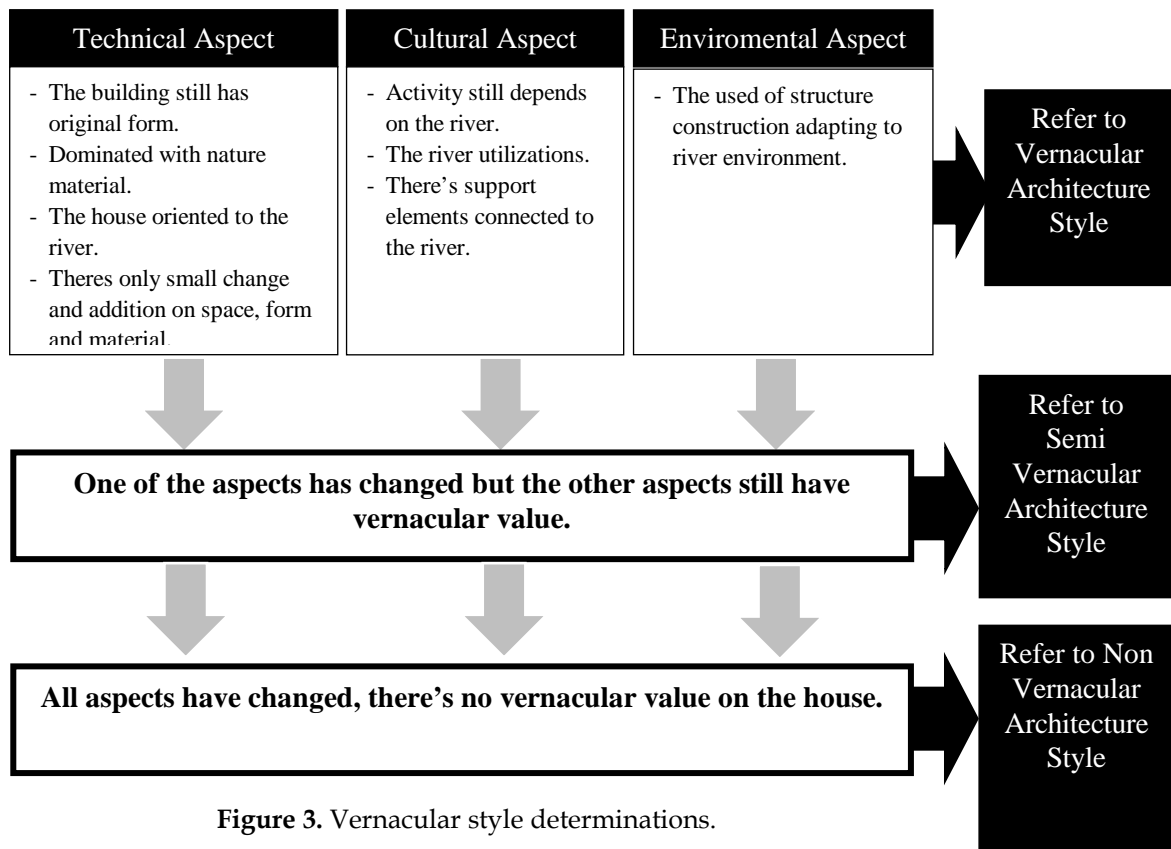 Technical Aspect
- The building still has
original form.
- Dominated with nature
material.
- The house oriented to the
river.
- Theres only small change
and addition on space, form
and material.
Cultural Aspect
- Activity still depends
on the river.
- The river utilizations.
- There's support
elements connected to
the river.
Enviromental Aspect
- The used of structure
construction adapting to
river environment.
Refer to
Vernacular
Architecture
Style
One of the aspects has changed but the other aspects still have
vernacular value.
Refer to
Semi
Vernacular
Architecture
Style
All aspects have changed, there's no vernacular value on the house.
Refer to Non
Vernacular
Architecture
Style
Figure 3. Vernacular style determinations.